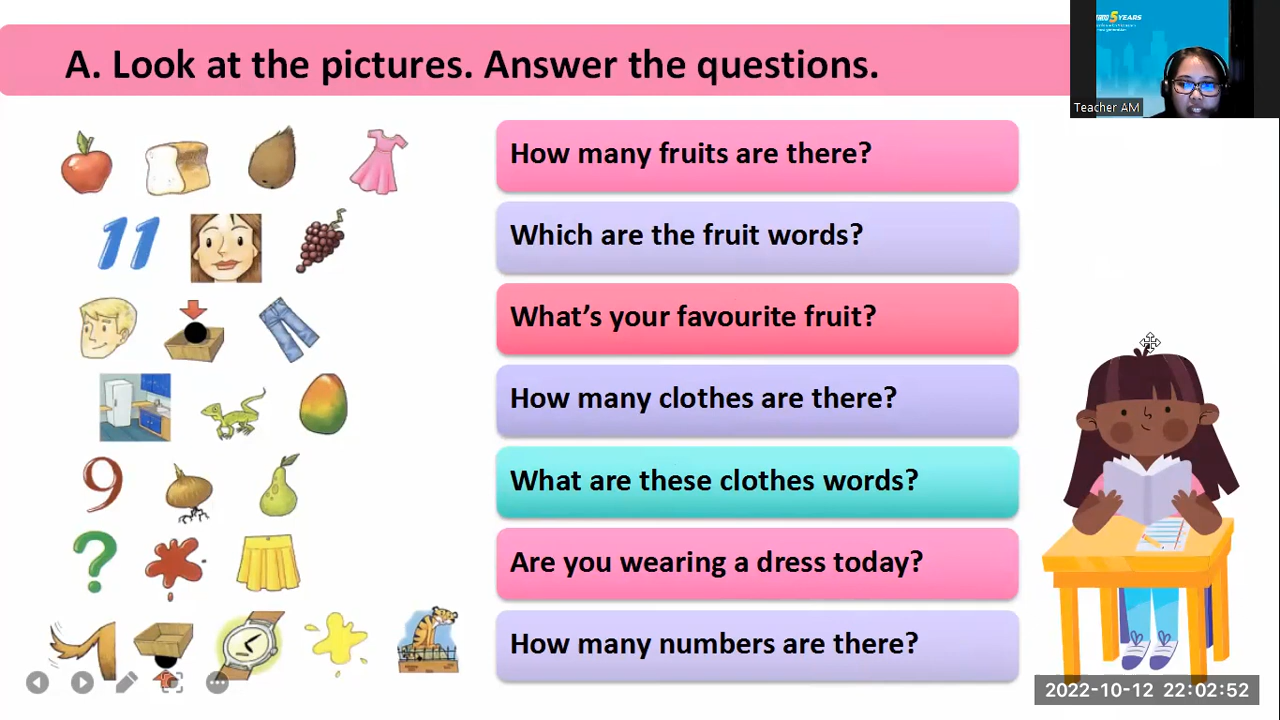 A. Look at the pictures. Answer the questions.
5 YEARS
Teacher AM
How many fruits are there?
11
Which are the fruit words?
What's your favourite fruit?
How many clothes are there?
9
What are these clothes words?
?
Are you wearing a dress today?
How many numbers are there?
2022-10-12 22:02:52